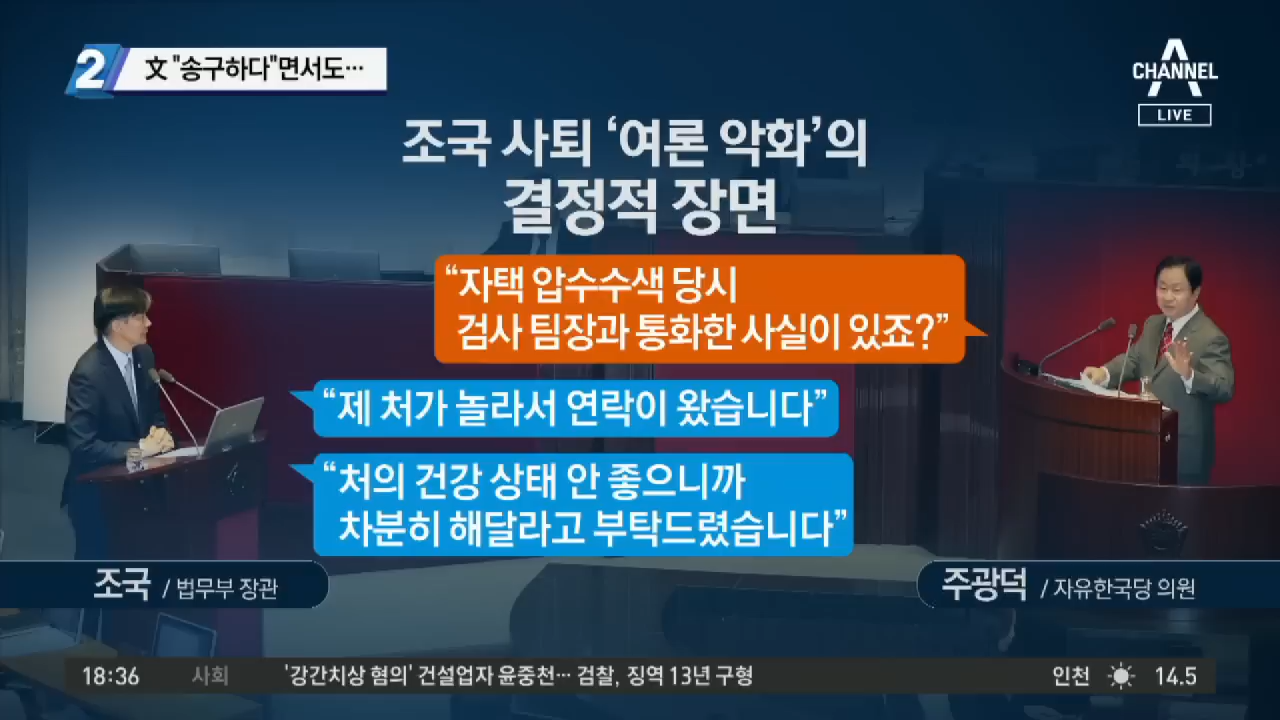 2 文 "송구하다"면서도…
CHANNEL A
LIVE
조국 사퇴 ‘여론 악화’의
결정적 장면
“자택 압수수색 당시
검사 팀장과 통화한 사실이 있죠?”
“제 처가 놀라서 연락이 왔습니다”
“처의 건강 상태 안 좋으니까
차분히 해달라고 부탁드렸습니다”
조국 / 법무부 장관
주광덕 / 자유한국당 의원
18:36 사회 '강간치상 혐의' 건설업자 윤중천… 검찰, 징역 13년 구형 인천 14.5